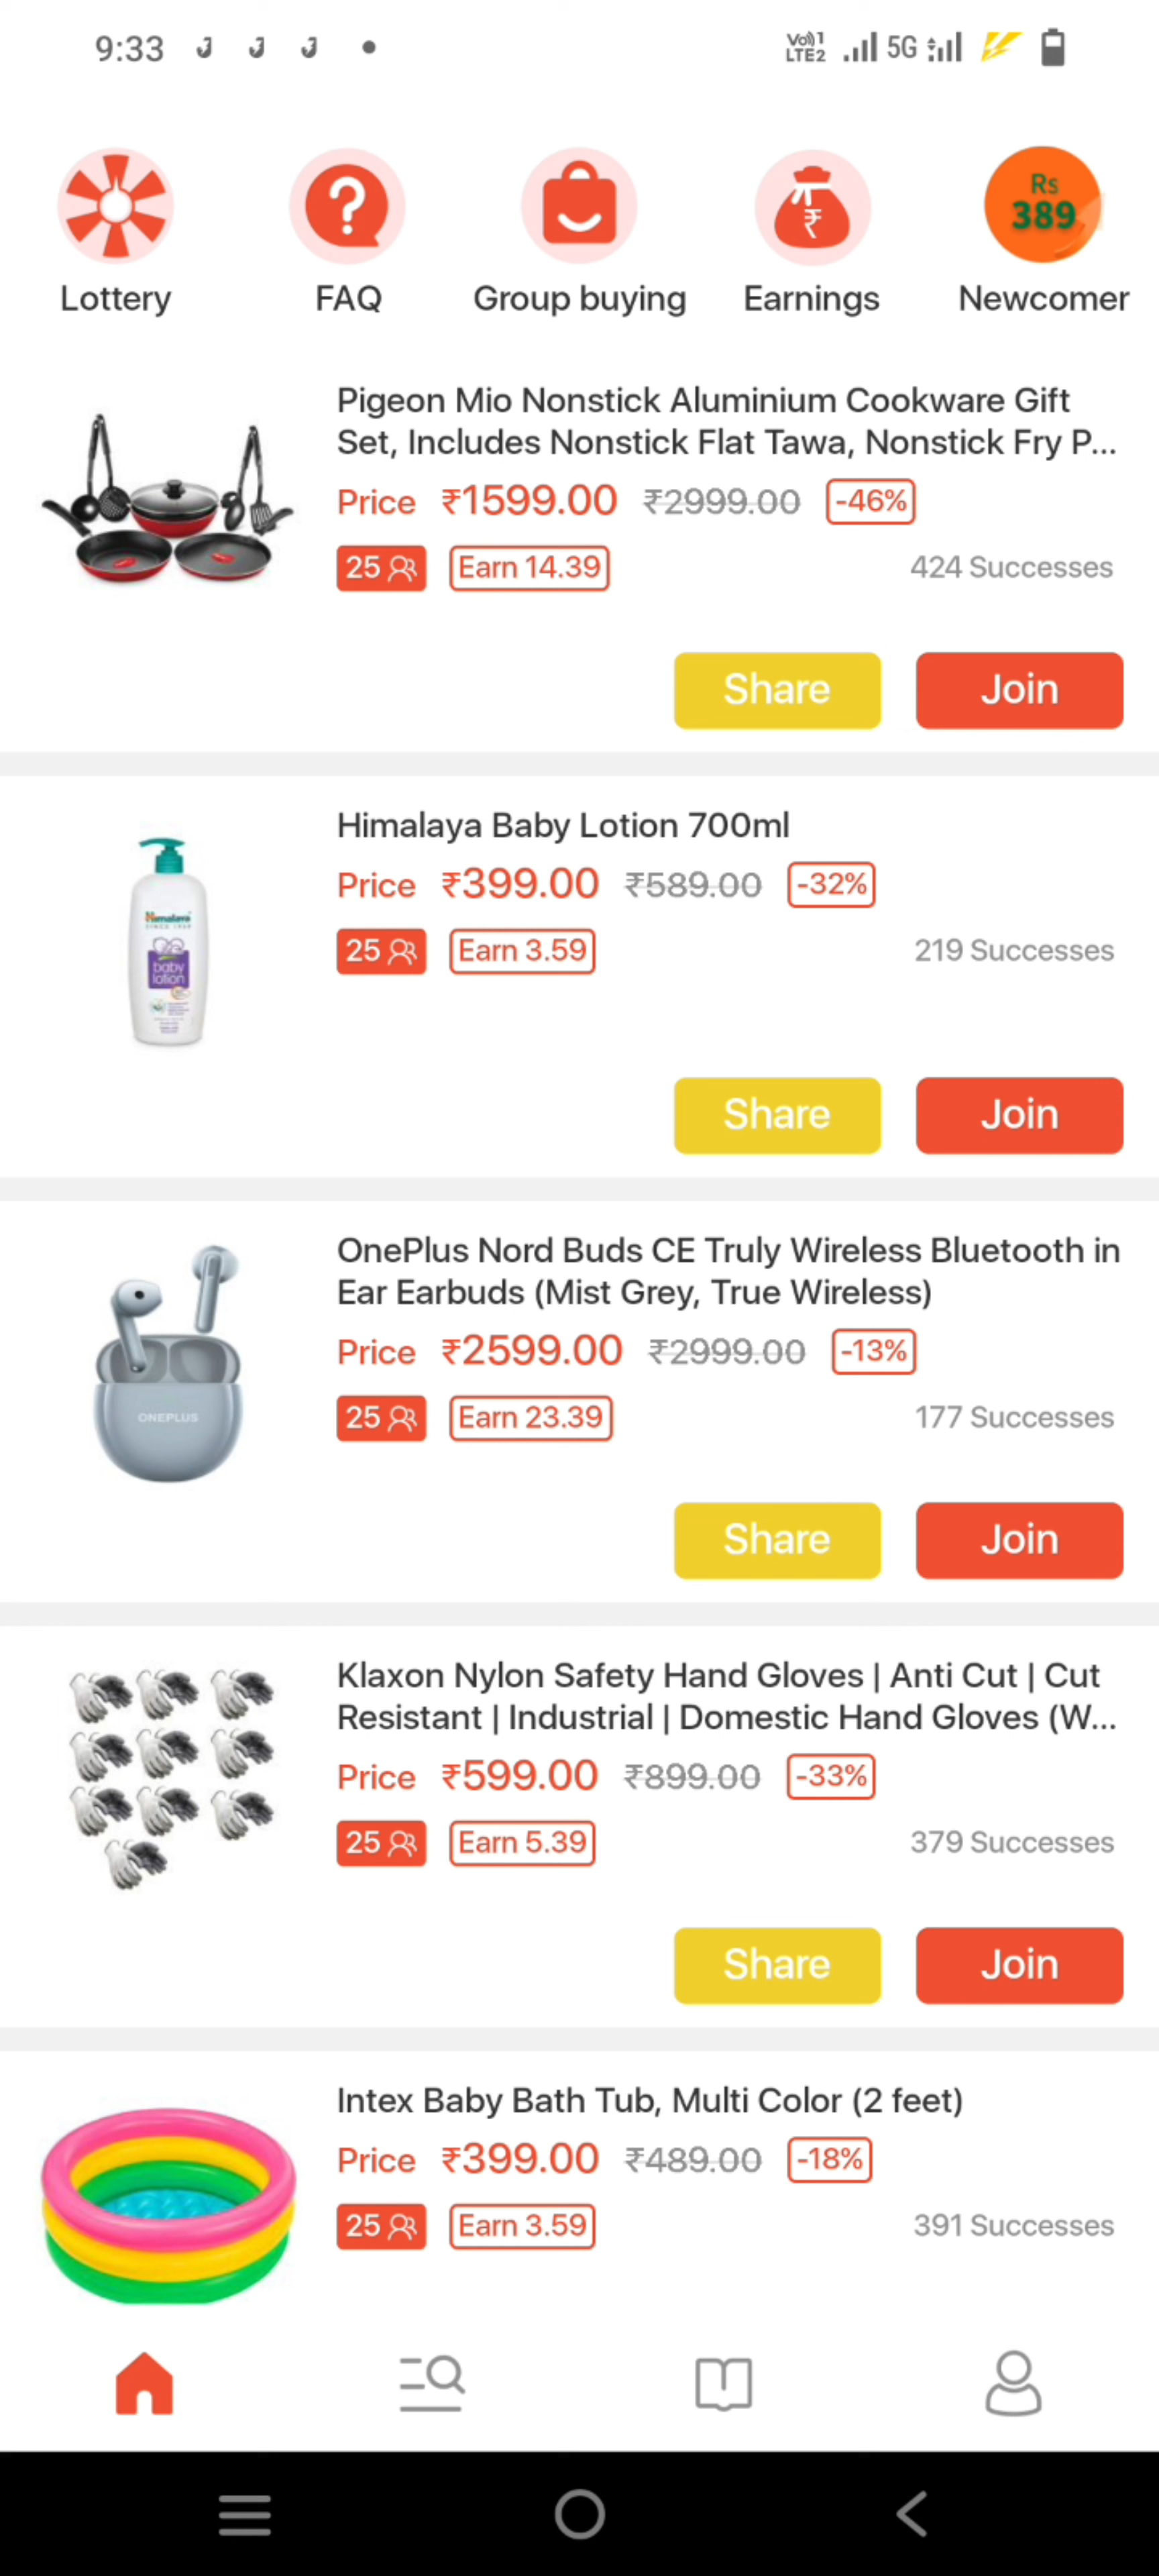 9:33
Vo)) 1
LTE2
5G
Rs
389
Lottery
FAQ
Group buying
Earnings
Newcomer
Pigeon Mio Nonstick Aluminium Cookware Gift
Set, Includes Nonstick Flat Tawa, Nonstick Fry P...
Price ₹1599.00 ₹2999.00 -46%
25 Earn 14.39 424 Successes
Share Join
Himalaya Baby Lotion 700ml
Himalaya
SINCE 1930
baby
lotion
Price ₹399.00 ₹589.00 -32%
25 Earn 3.59 219 Successes
Share Join
OnePlus Nord Buds CE Truly Wireless Bluetooth in
Ear Earbuds (Mist Grey, True Wireless)
ONEPLUS
Price ₹2599.00 ₹2999.00 -13%
25 Earn 23.39 177 Successes
Share Join
Klaxon Nylon Safety Hand Gloves | Anti Cut | Cut
Resistant | Industrial | Domestic Hand Gloves (W...
Price ₹599.00 ₹899.00 -33%
25 Earn 5.39 379 Successes
Share Join
Intex Baby Bath Tub, Multi Color (2 feet)
Price ₹399.00 ₹489.00 -18%
25 Earn 3.59 391 Successes